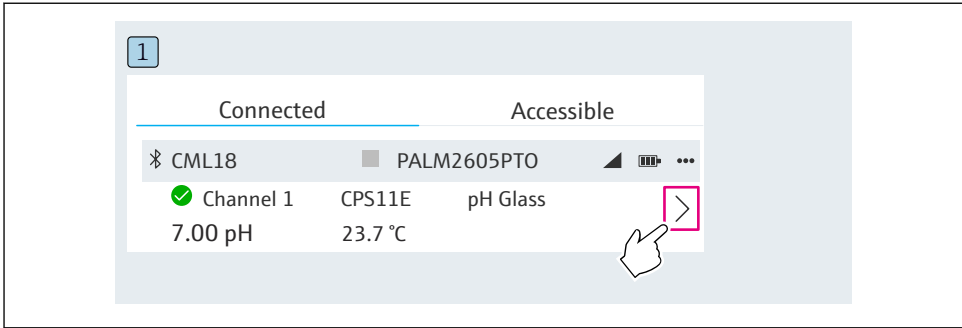 1
Connected Accessible
CML18 PALM2605PTO
Channel 1 CPS11E pH Glass
7.00 pH 23.7 °C